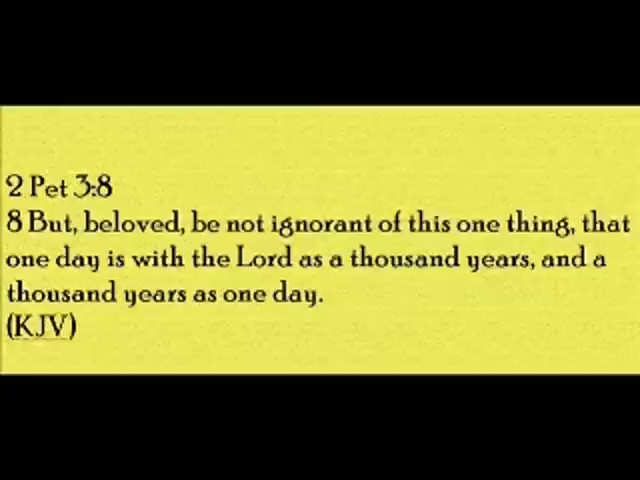 2 Pet 3:8
8 But, beloved, be not ignorant of this one thing, that
one day is with the Lord as a thousand years, and a
thousand years as one day.
(KJV)